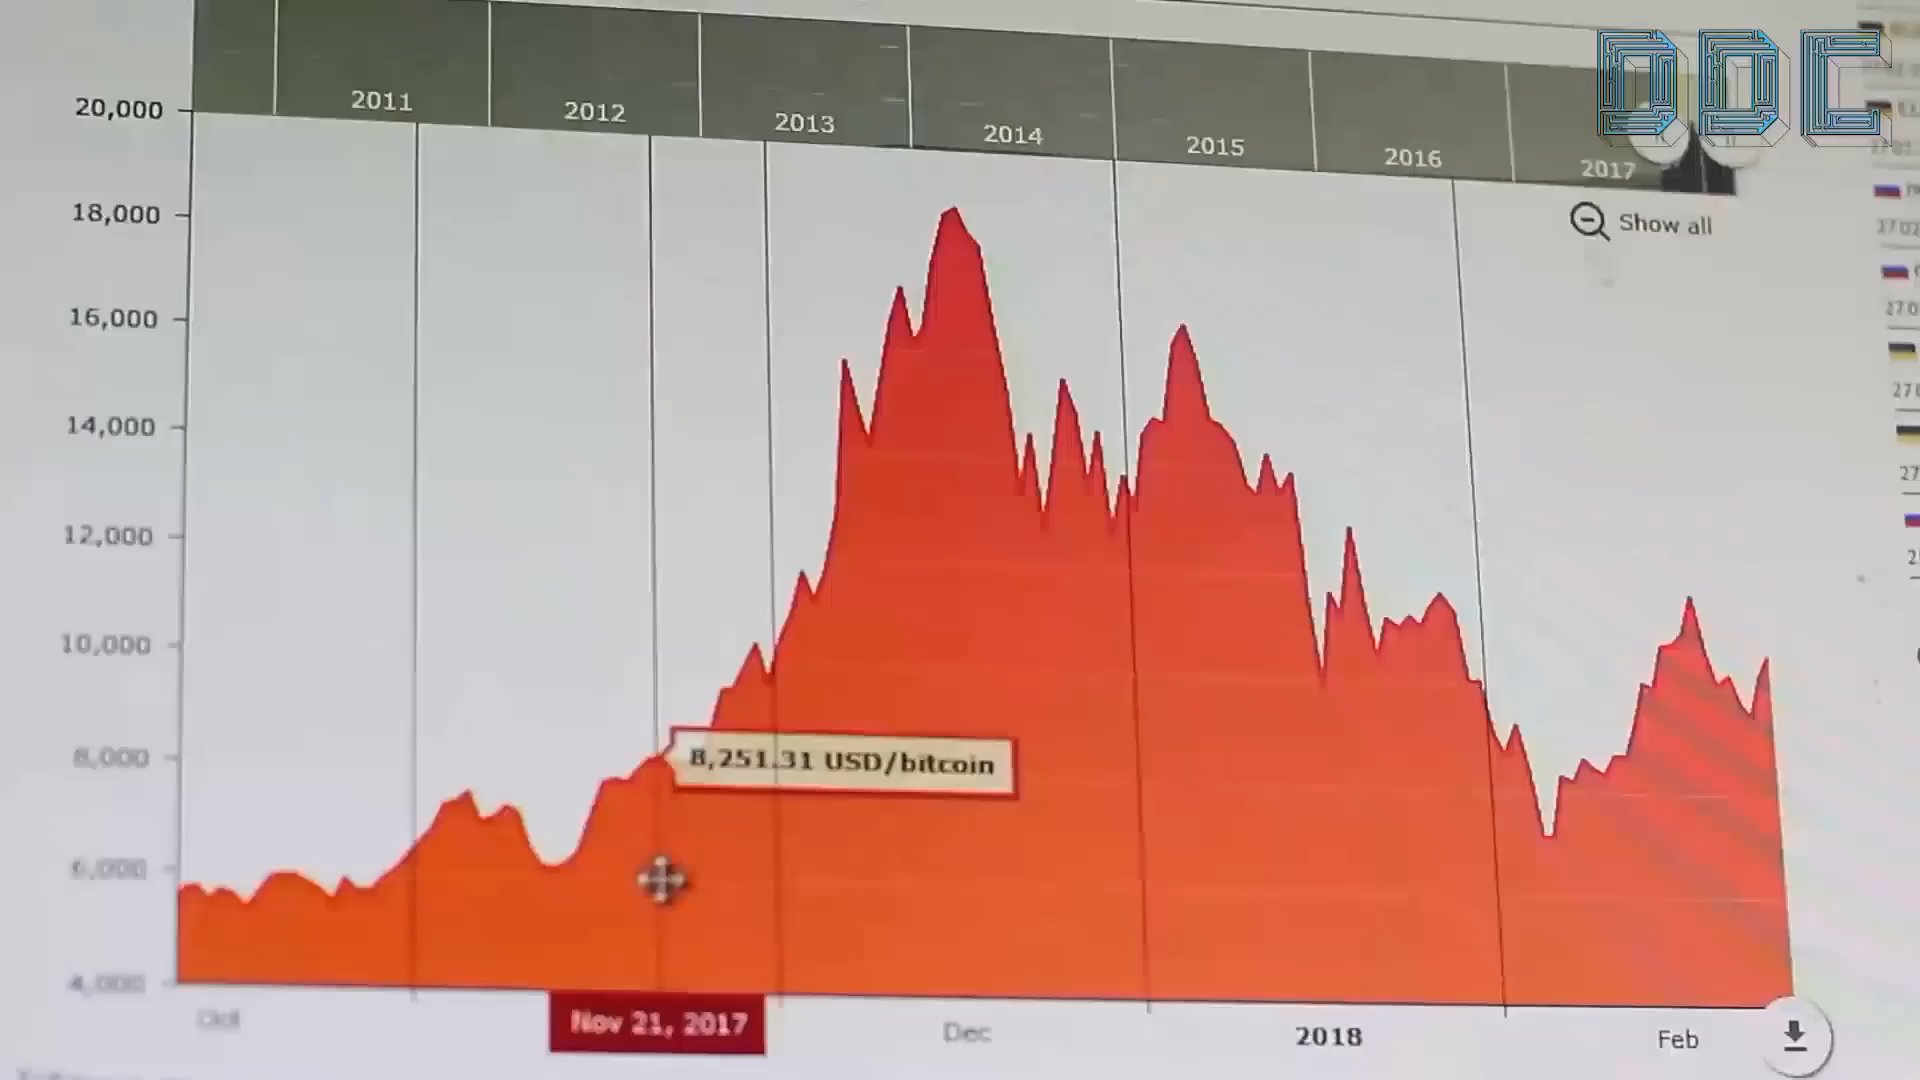 DDC
2011
2012
2013
2014
2015
2016
2017
Show all
20,000
18,000
16,000
14,000
12,000
10,000
8,000
6,000
4,000
8,251.31 USD/bitcoin
Oct
Nov 21, 2017
Dec
2018
Feb